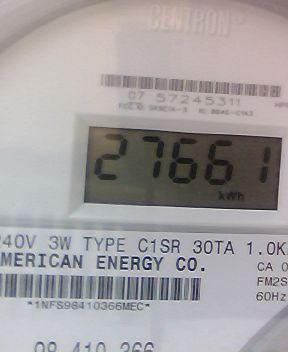 CENTRON
07 57245311
27661
kWh
240V 3W TYPE C1SR 30TA 1.0K
AMERICAN ENERGY CO.
CA 0
FM2S
60Hz
*1NFS98410366MEC*
98 410 366